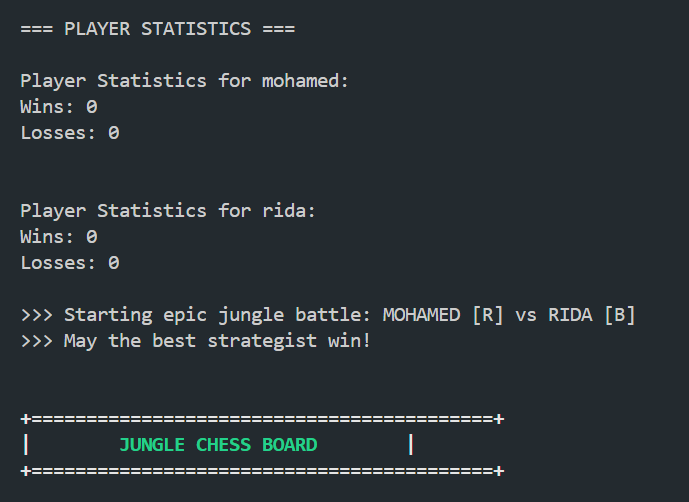 === PLAYER STATISTICS ===
Player Statistics for mohamed:
Wins: 0
Losses: 0
Player Statistics for rida:
Wins: 0
Losses: 0
>>> Starting epic jungle battle: MOHAMED [R] vs RIDA [B]
>>> May the best strategist win!
+==========================================+
|        JUNGLE CHESS BOARD        |
+==========================================+